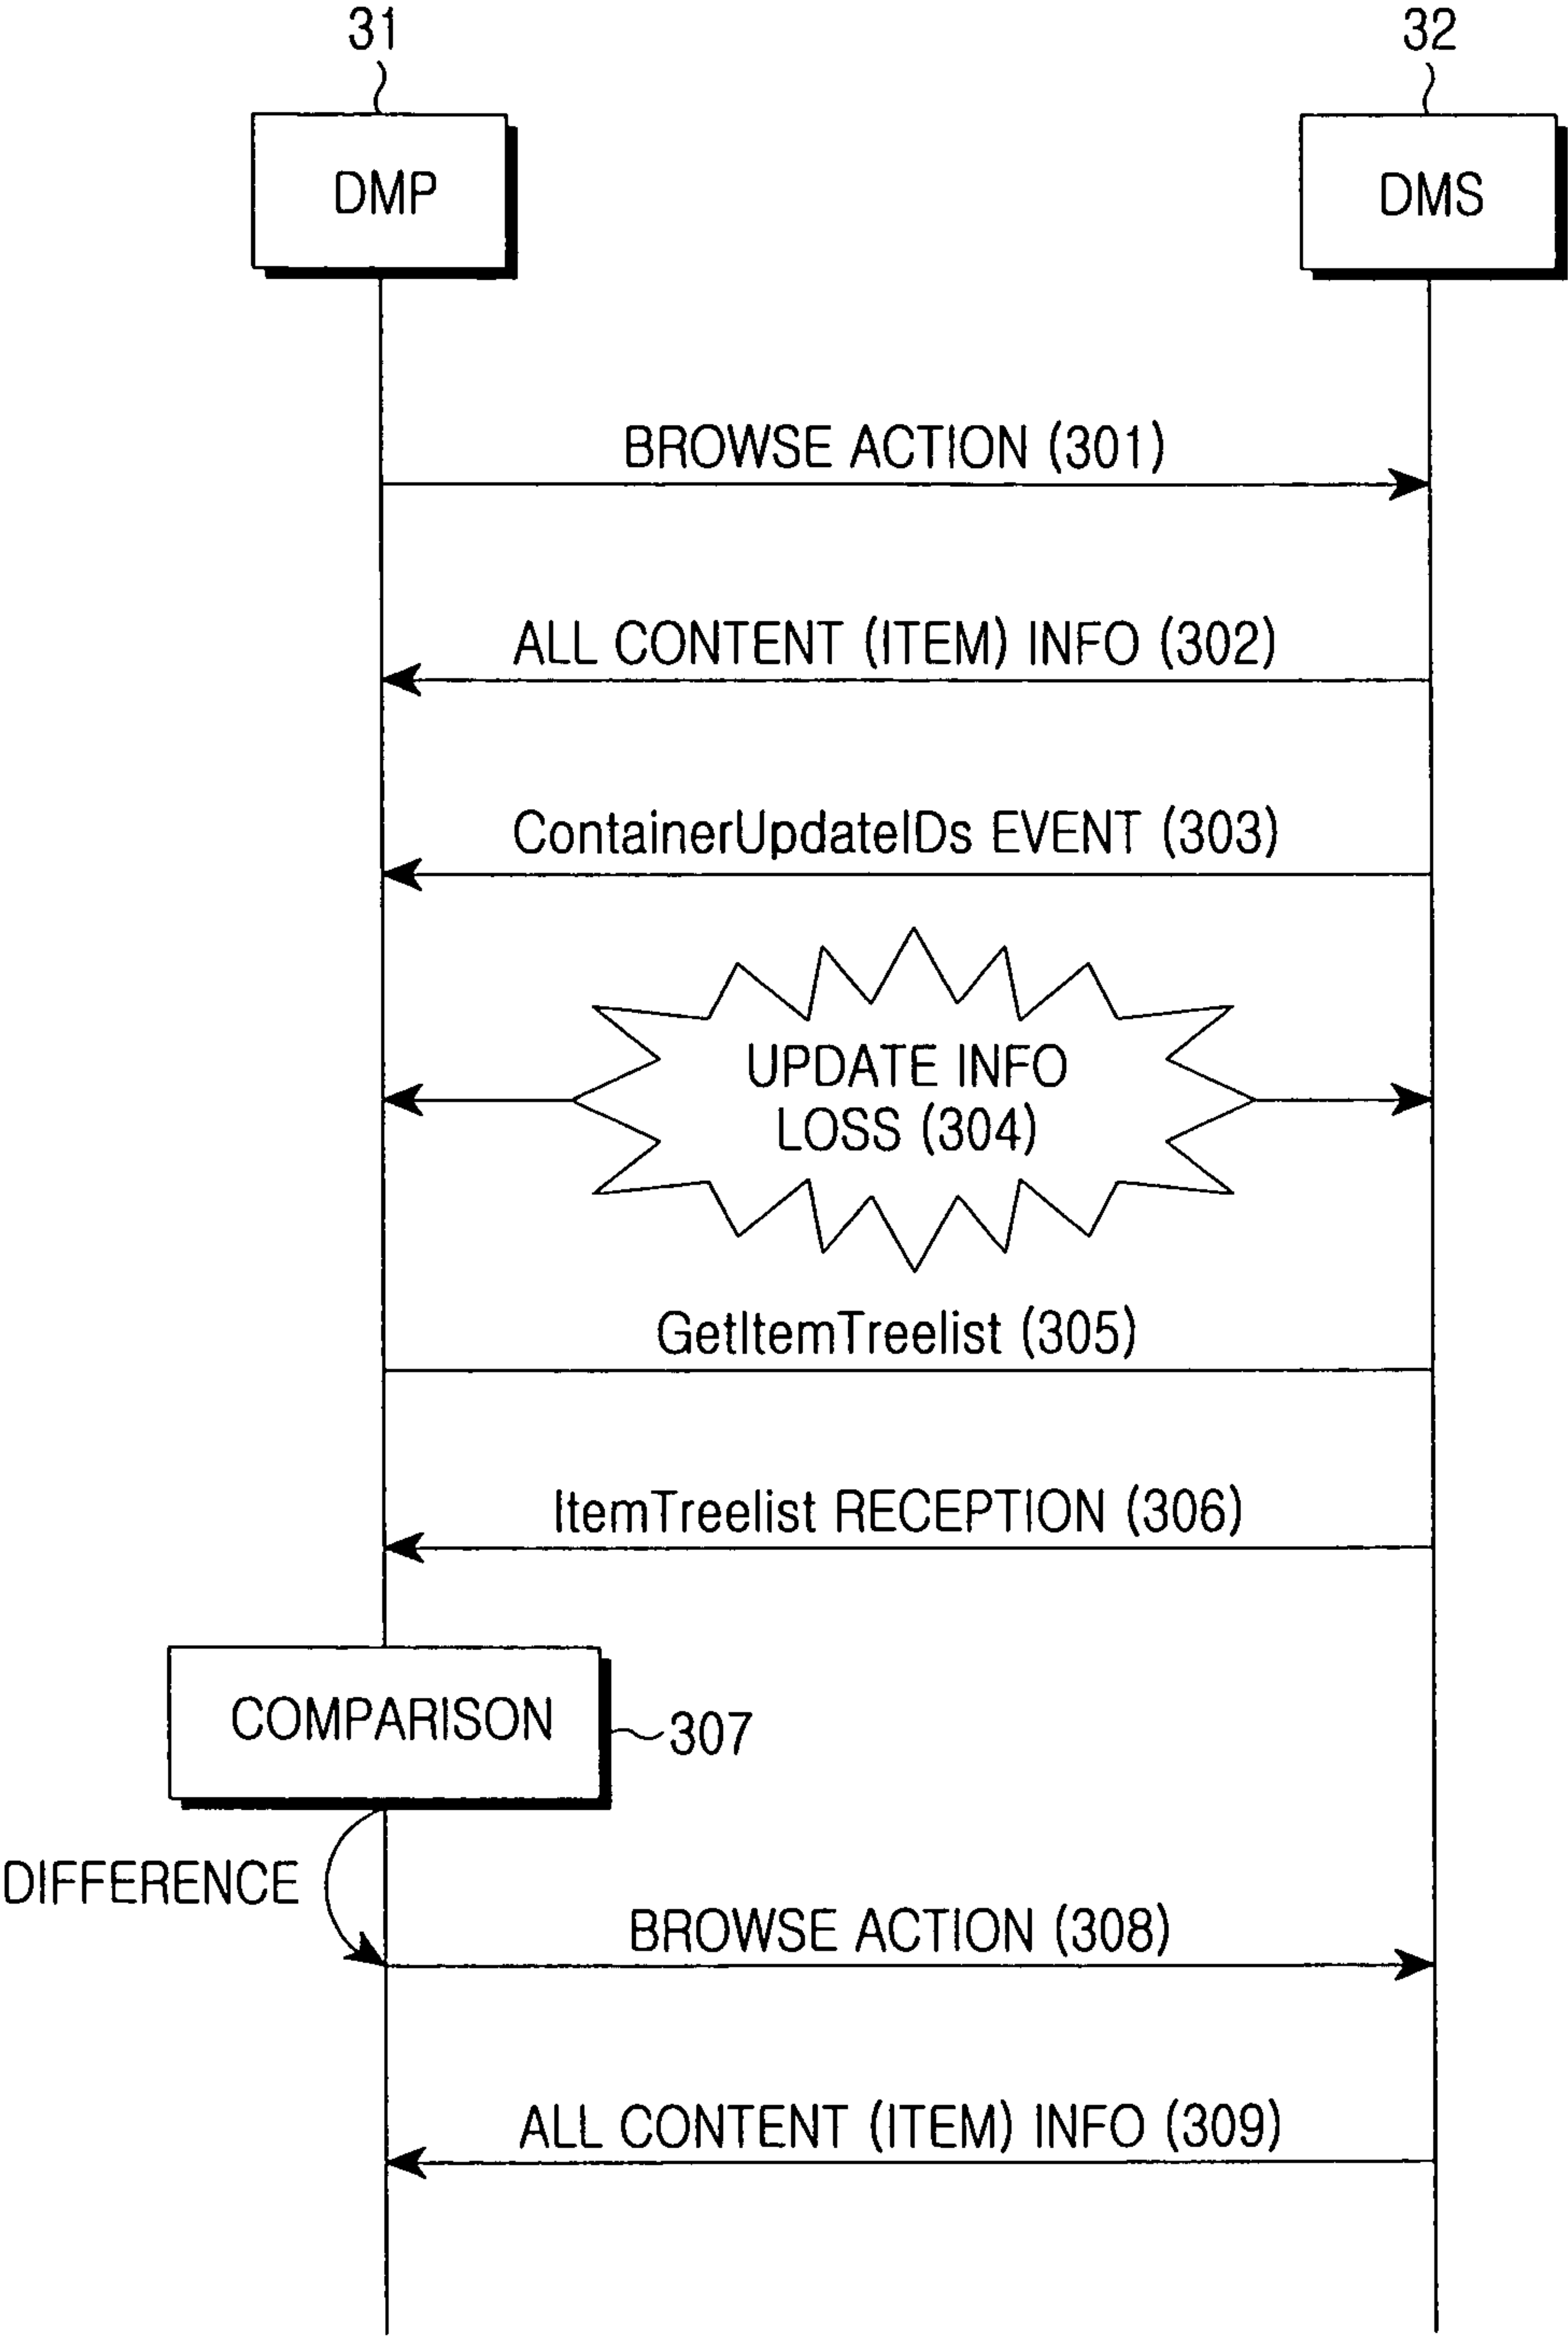 31
32
DMP
DMS
BROWSE ACTION (301)
ALL CONTENT (ITEM) INFO (302)
ContainerUpdateIDs EVENT (303)
UPDATE INFO
LOSS (304)
GetItemTreelist (305)
ItemTreelist RECEPTION (306)
COMPARISON
307
DIFFERENCE
BROWSE ACTION (308)
ALL CONTENT (ITEM) INFO (309)